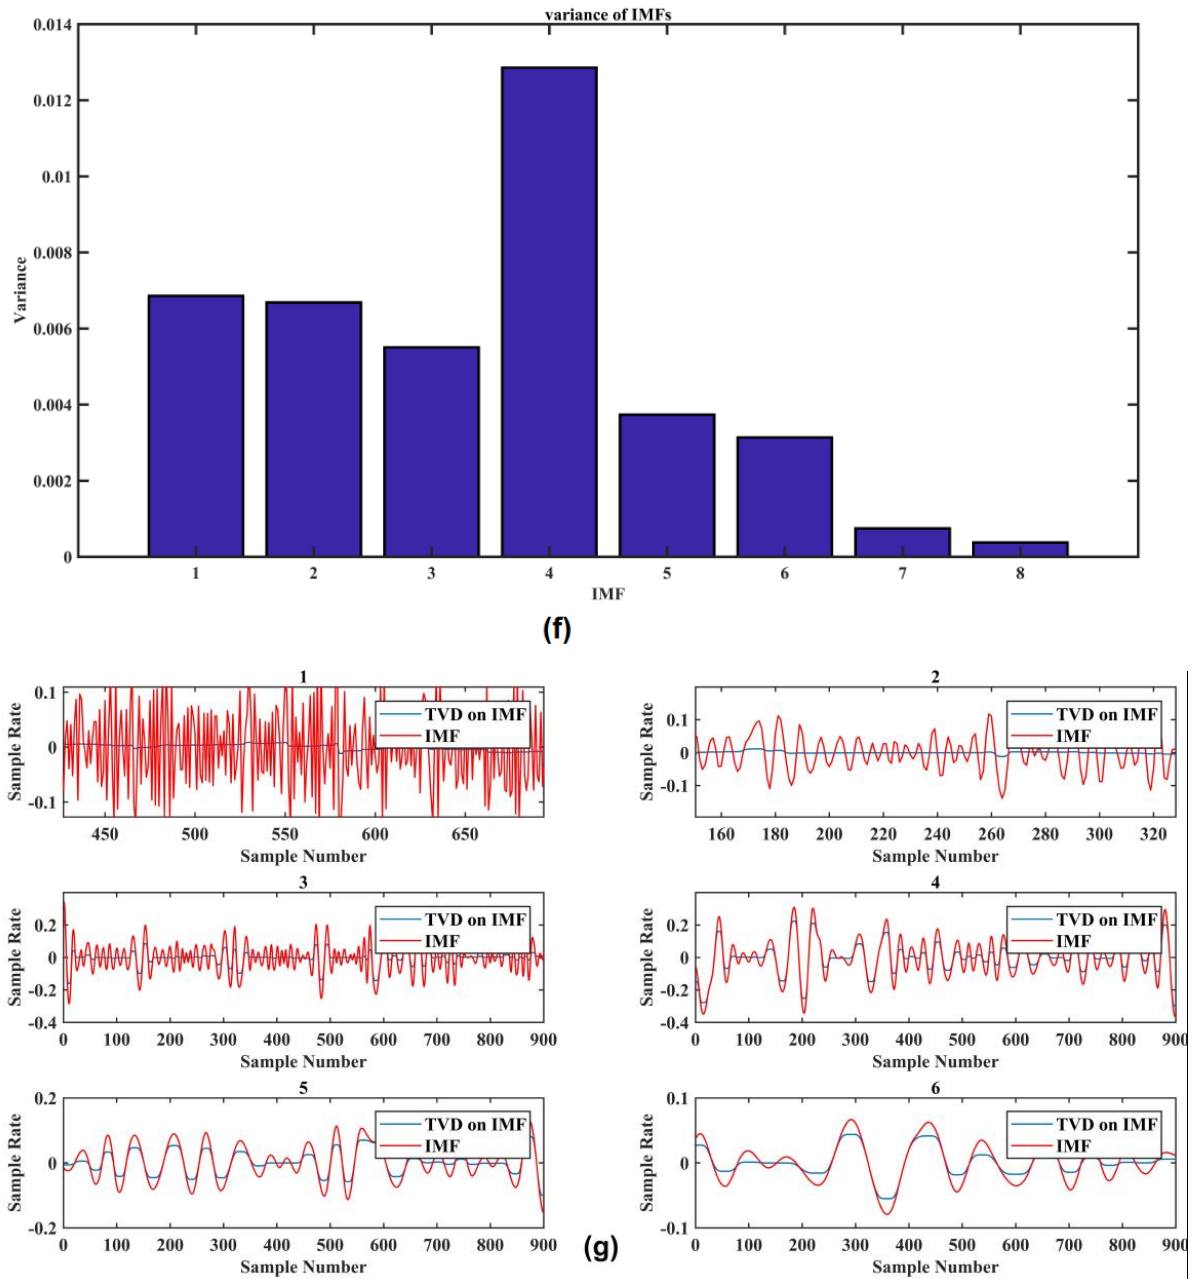 variance of IMFs
0.014
0.012
0.01
0.008
0.006
0.004
0.002
0
Variance
1 2 3 4 5 6 7 8
IMF
(f)
1
0.1
0
-0.1
Sample Rate
TVD on IMF
IMF
450 500 550 600 650
Sample Number
2
0.1
0
-0.1
Sample Rate
TVD on IMF
IMF
160 180 200 220 240 260 280 300 320
Sample Number
3
0.2
0
-0.2
-0.4
Sample Rate
TVD on IMF
IMF
0 100 200 300 400 500 600 700 800 900
Sample Number
4
0.2
0
-0.2
-0.4
Sample Rate
TVD on IMF
IMF
0 100 200 300 400 500 600 700 800 900
Sample Number
5
0.2
0
-0.2
Sample Rate
TVD on IMF
IMF
0 100 200 300 400 500 600 700 800 900
Sample Number
6
0.1
0
-0.1
Sample Rate
TVD on IMF
IMF
0 100 200 300 400 500 600 700 800 900
Sample Number
(g)